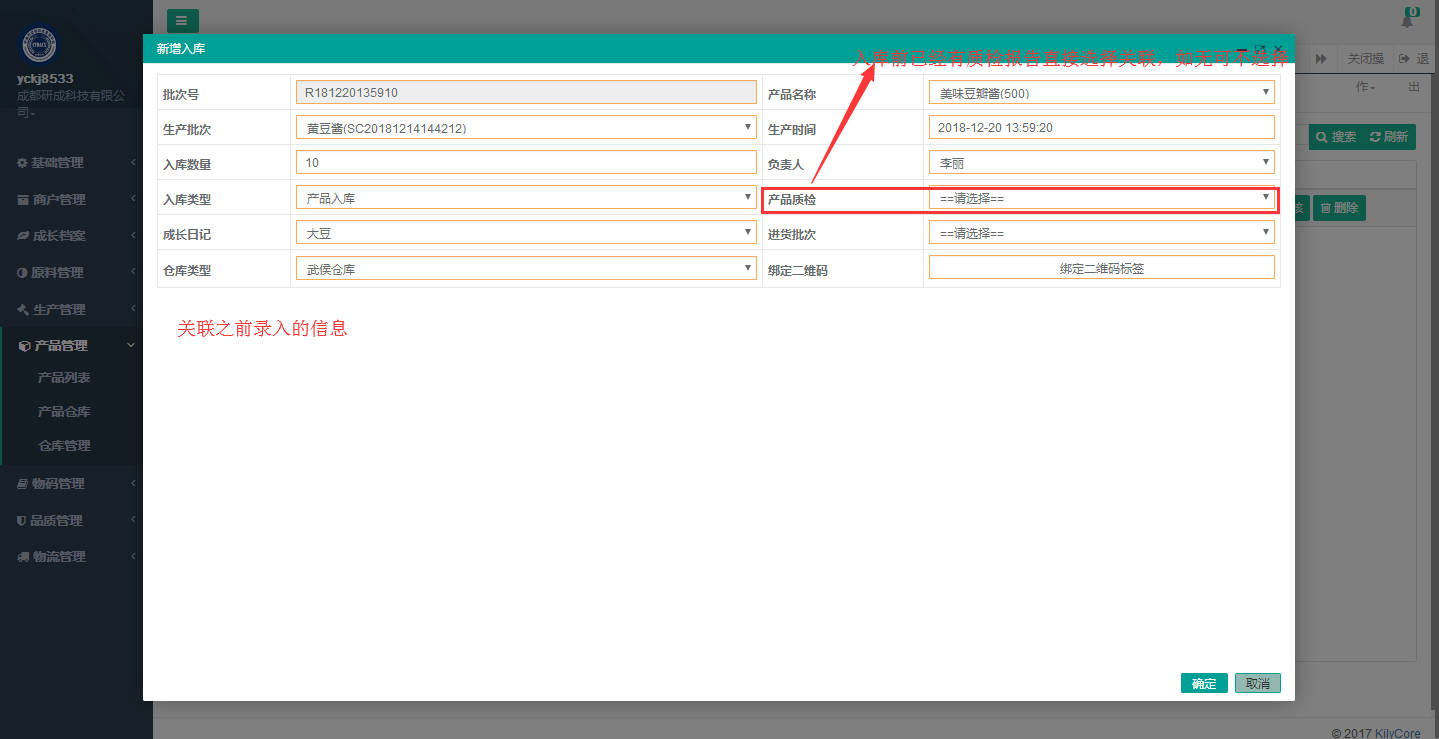 0
yckj8533
成都研成科技有限公
司
关闭操
作
退
出
基础管理
商户管理
成长档案
原料管理
生产管理
产品管理
产品列表
产品仓库
仓库管理
物码管理
品质管理
物流管理
搜索 刷新
删除
新增入库
入库前已经有质检报告直接选择关联，如无可不选择
批次号 R181220135910 产品名称 美味豆瓣酱(500)
生产批次 黄豆酱(SC20181214144212) 生产时间 2018-12-20 13:59:20
入库数量 10 负责人 李丽
入库类型 产品入库 产品质检 ==请选择==
成长日记 大豆 进货批次 ==请选择==
仓库类型 武侯仓库 绑定二维码 绑定二维码标签
关联之前录入的信息
确定 取消
© 2017 KilyCore